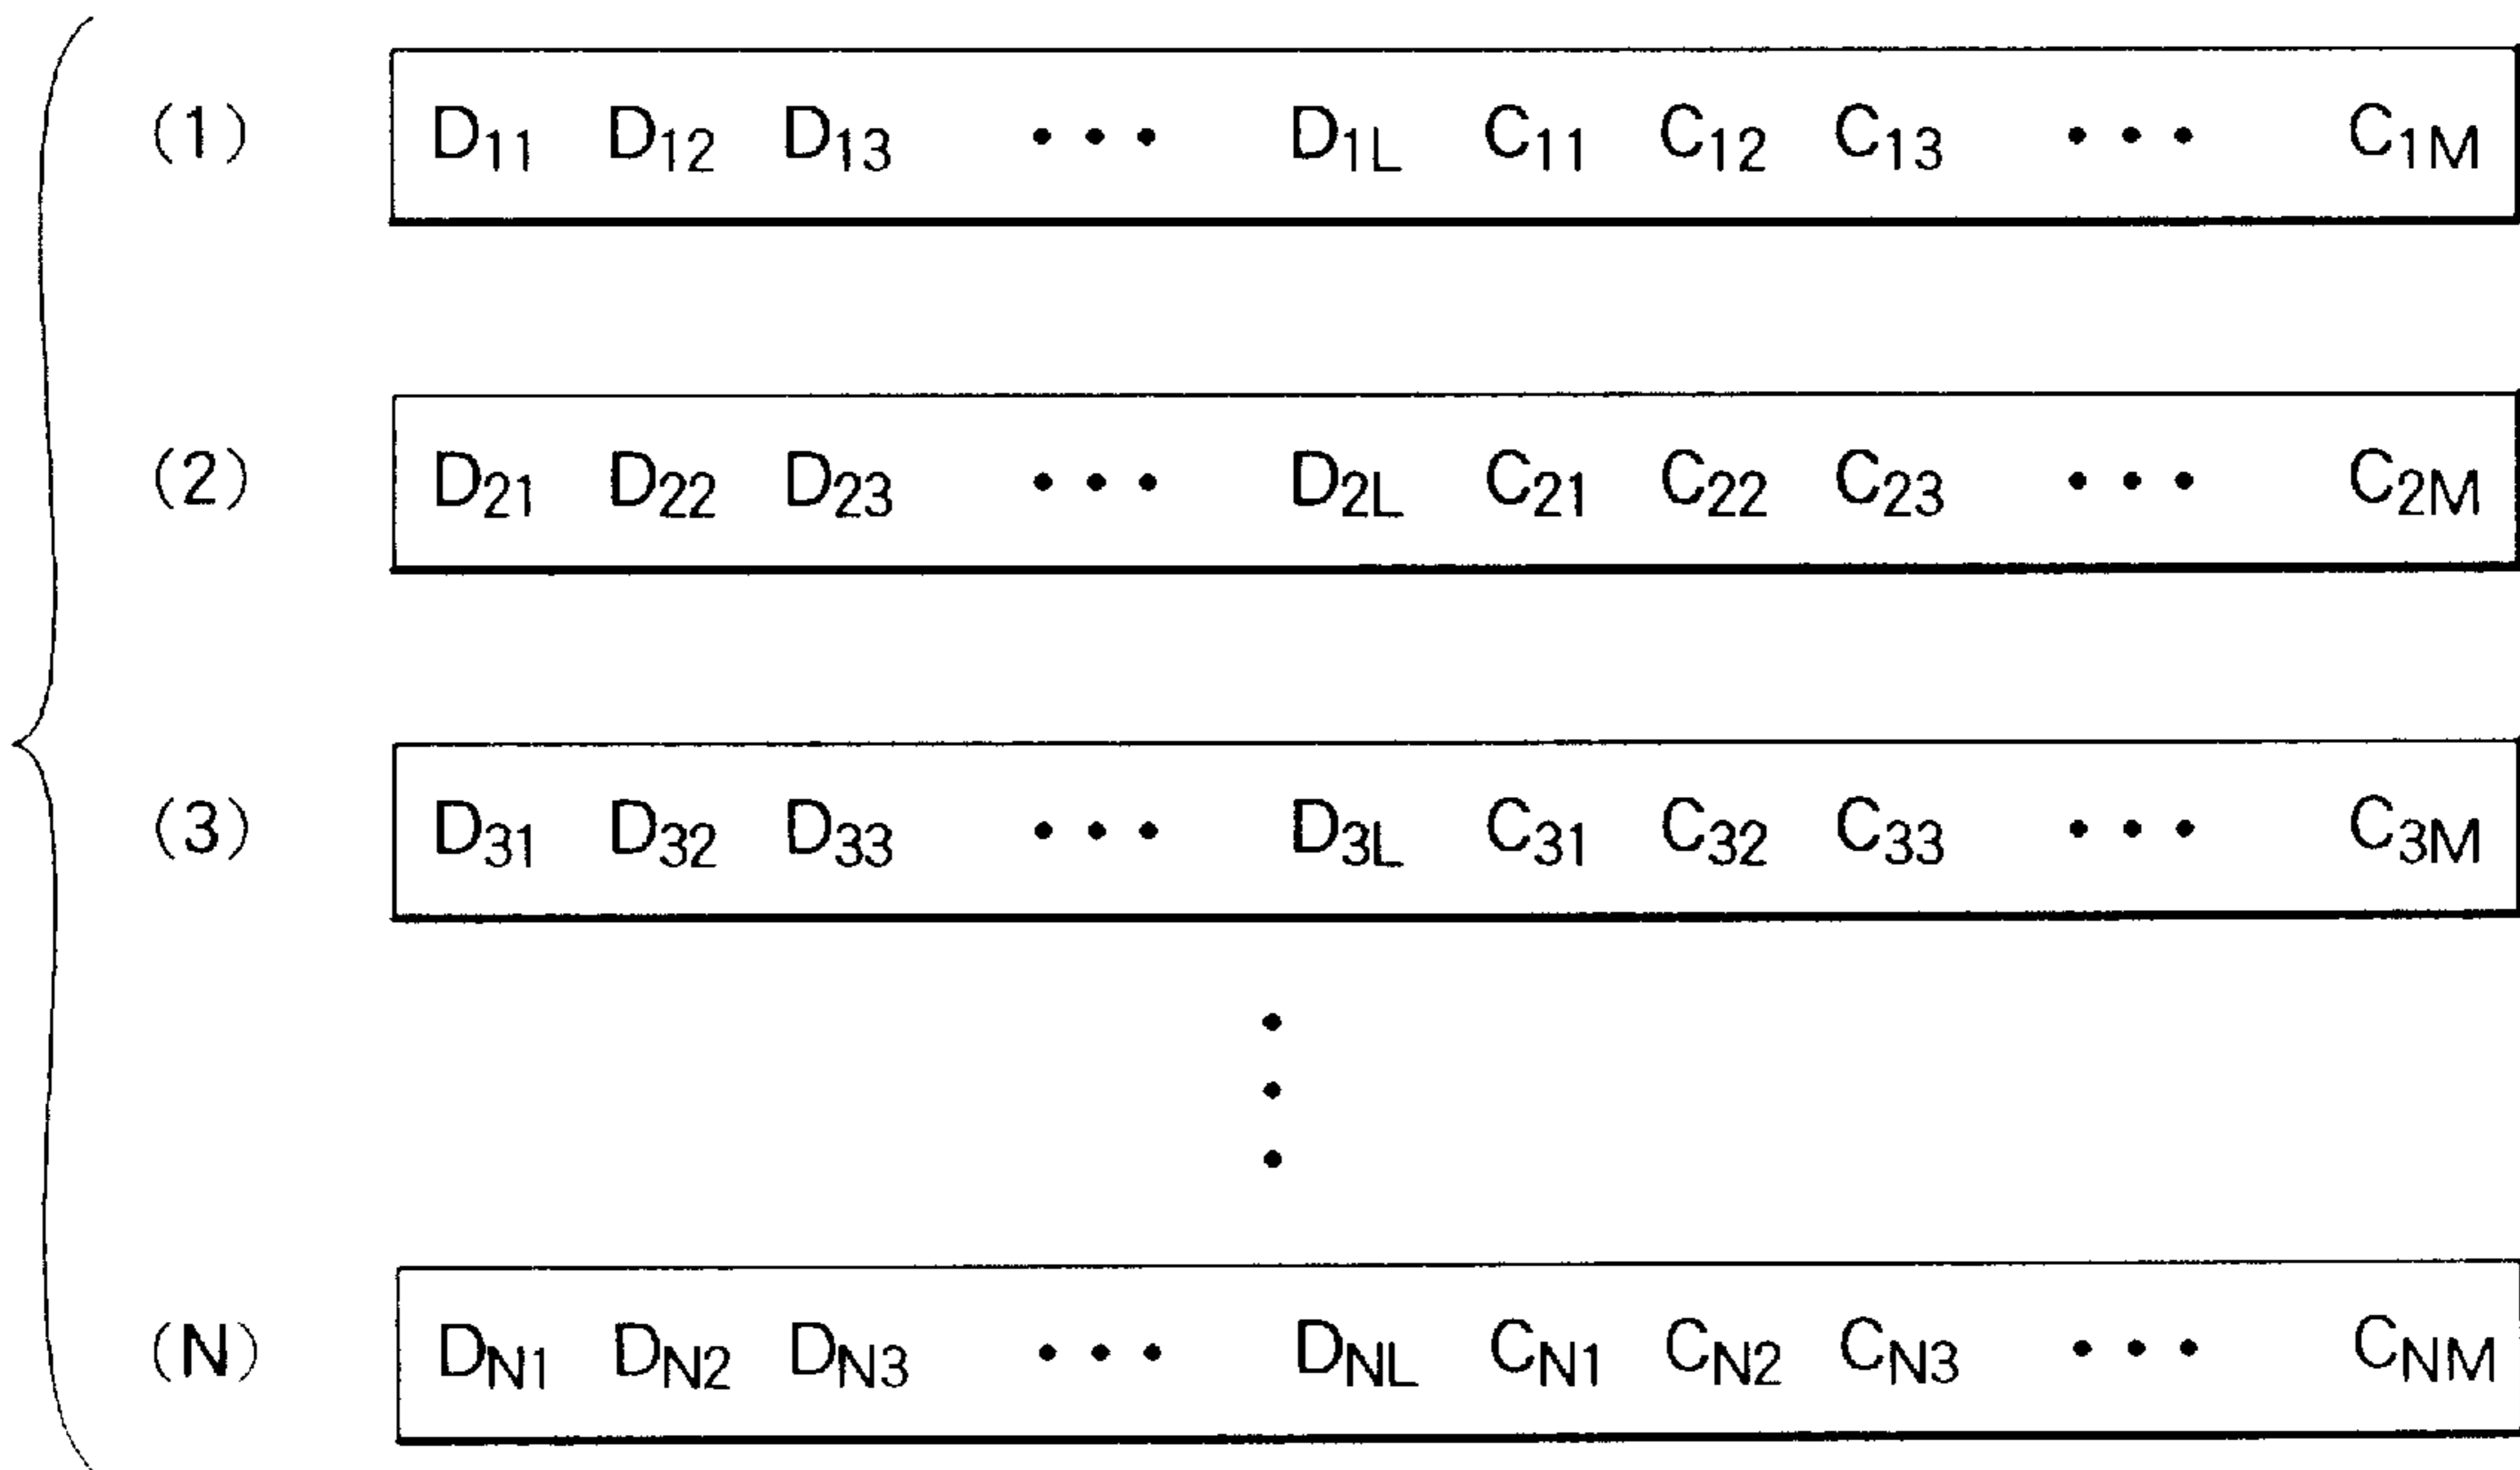 (1) D11 D12 D13 ••• D1L C11 C12 C13 ••• C1M
(2) D21 D22 D23 ••• D2L C21 C22 C23 ••• C2M
(3) D31 D32 D33 ••• D3L C31 C32 C33 ••• C3M
(N) DN1 DN2 DN3 ••• DNL CN1 CN2 CN3 ••• CNM